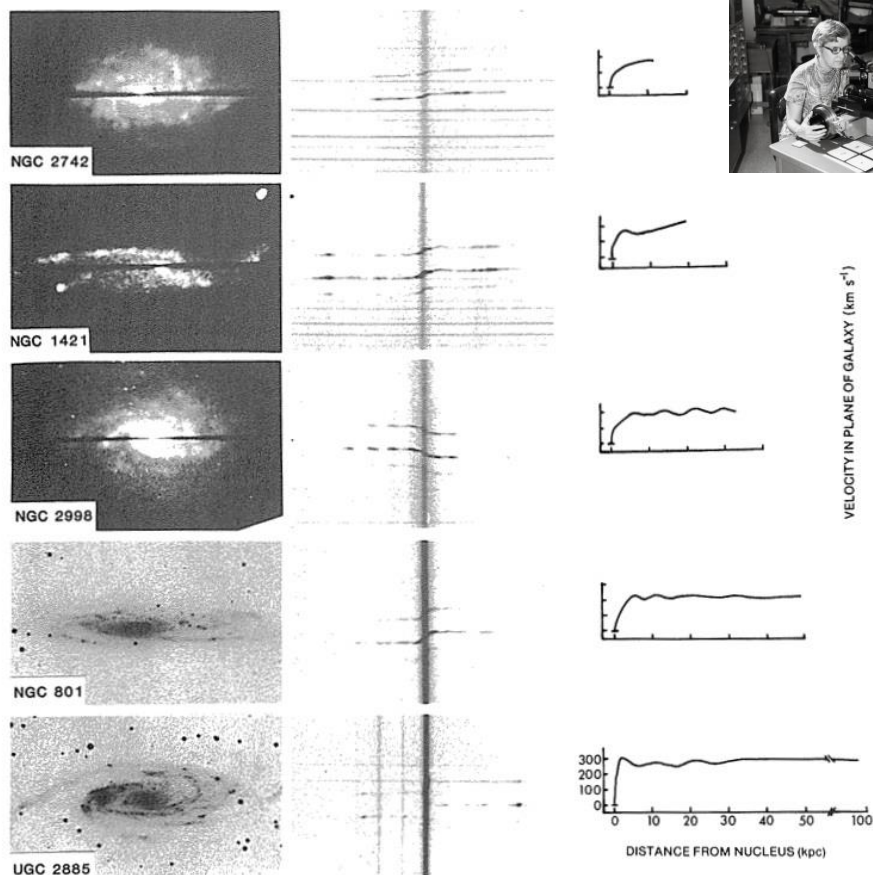 NGC 2742
NGC 1421
NGC 2998
NGC 801
UGC 2885
VELOCITY IN PLANE OF GALAXY (km s⁻¹)
300
200
100
0
0 10 20 30 40 50 100
DISTANCE FROM NUCLEUS (kpc)